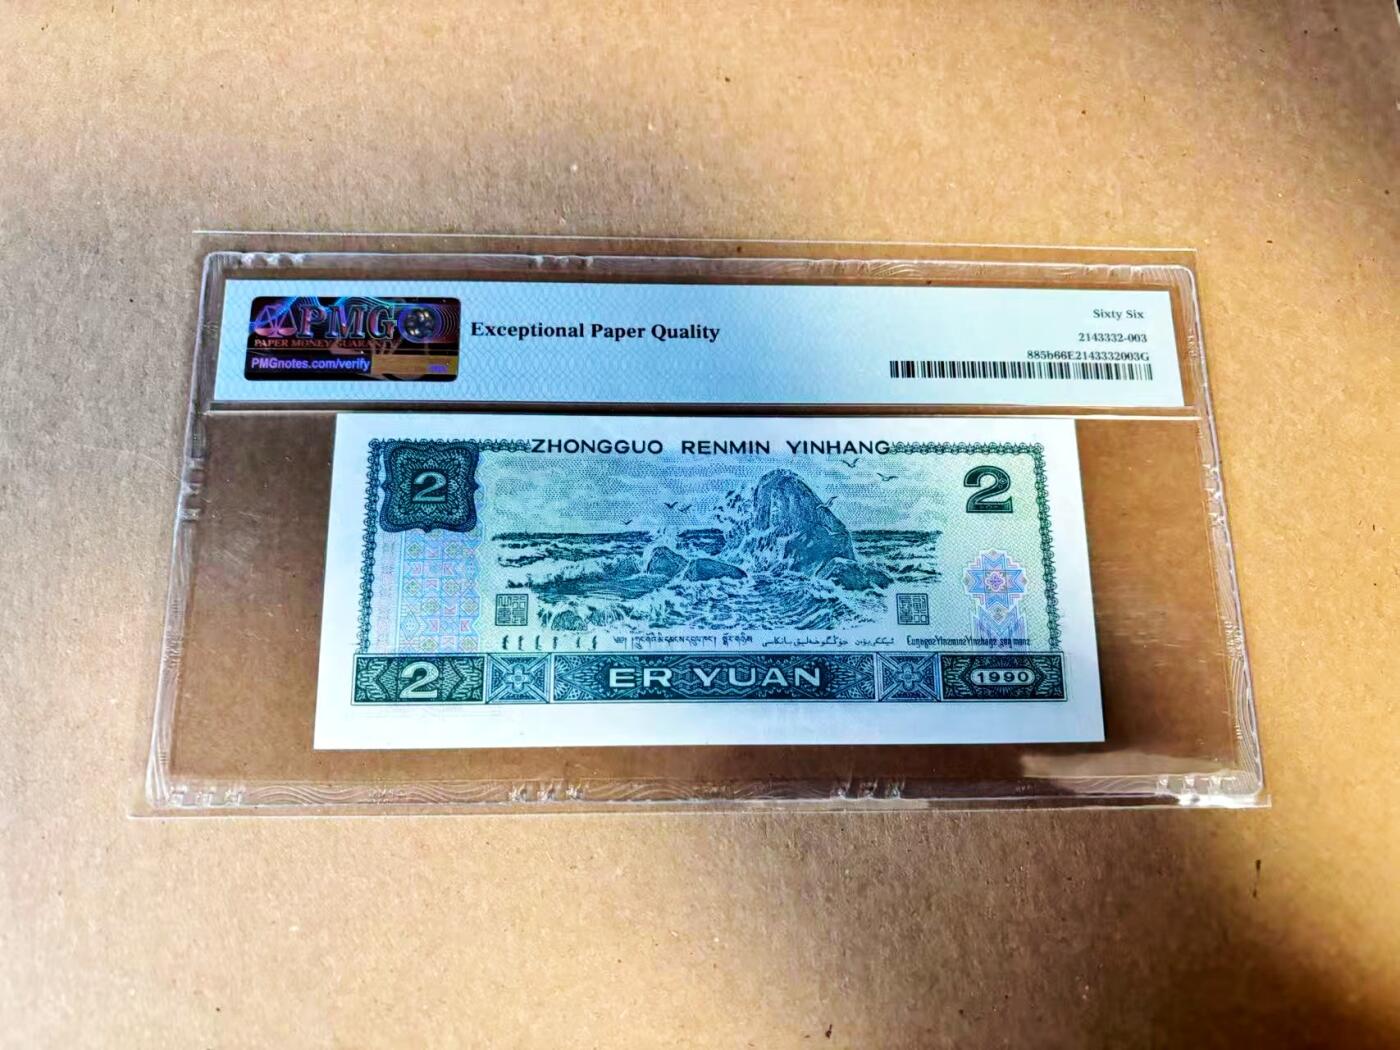 PMG
PAPER MONEY GUARANTY
PMGnotes.com/verify
Exceptional Paper Quality
Sixty Six
2143332-003
885b66E2143332003G
ZHONGGUO RENMIN YINHANG
2
2
2
ER YUAN
1990